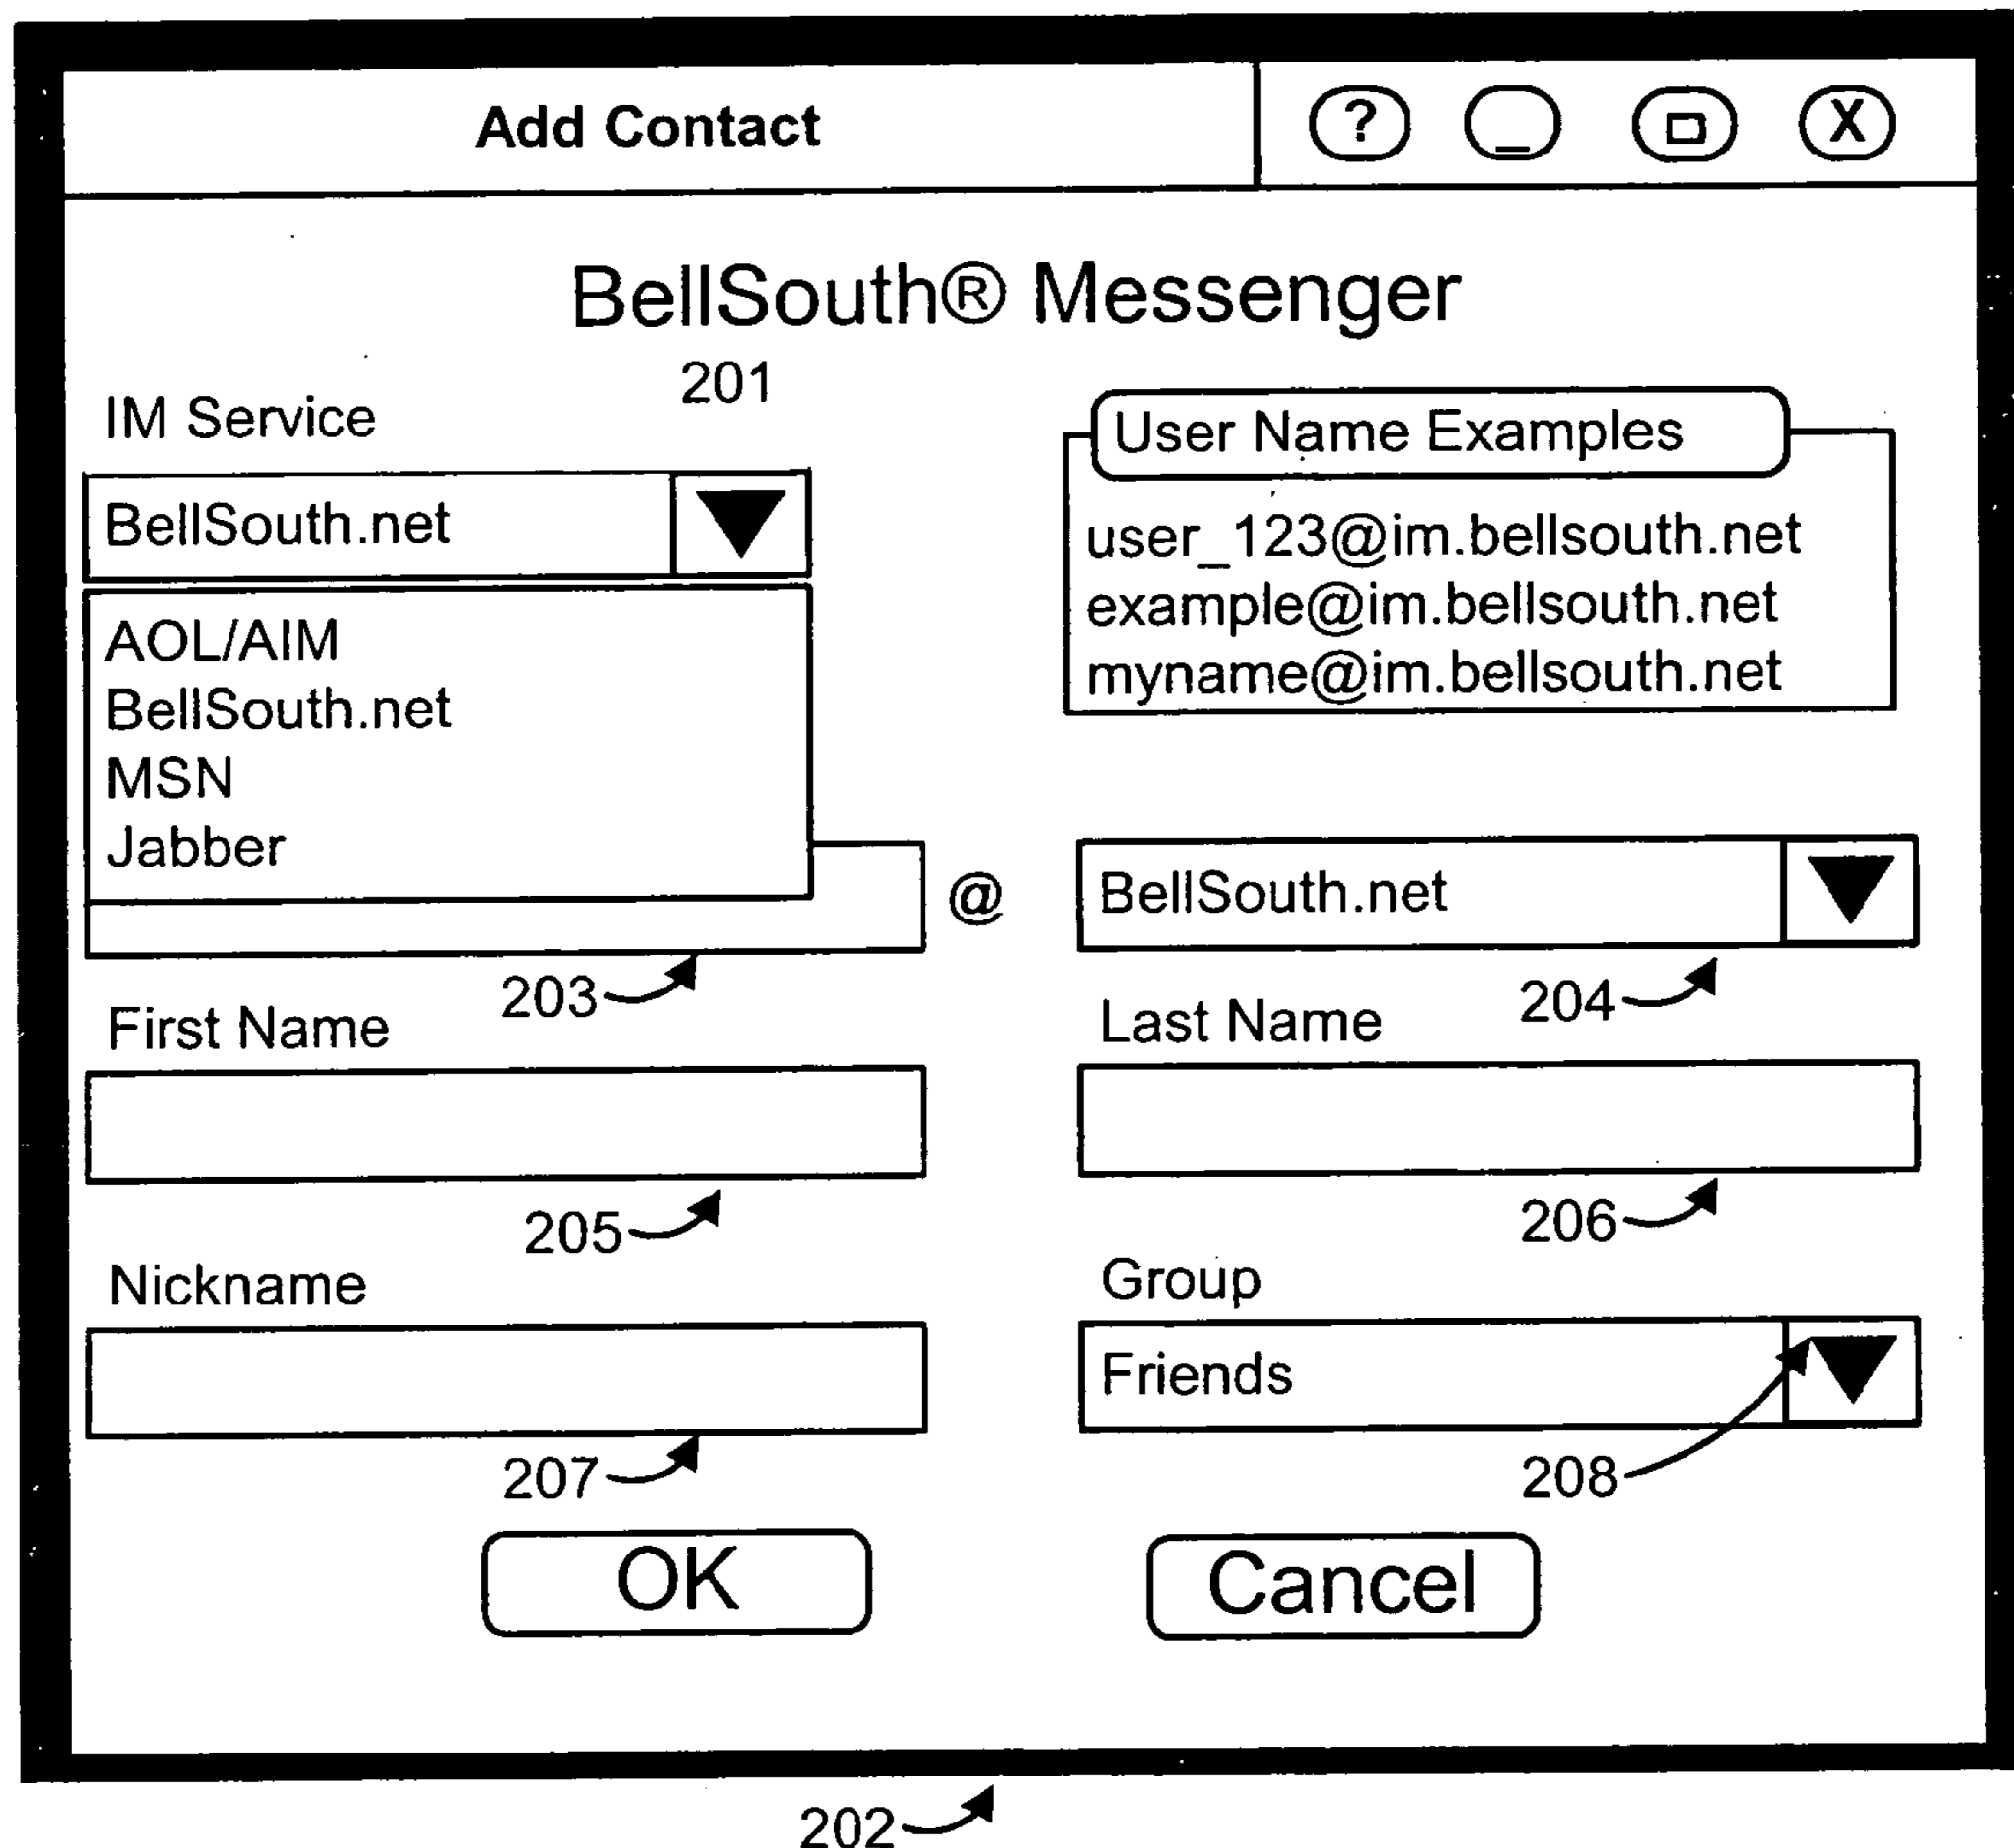 Add Contact ? _ X
BellSouth® Messenger
201
IM Service
BellSouth.net
AOL/AIM
BellSouth.net
MSN
Jabber
User Name Examples
user_123@im.bellsouth.net
example@im.bellsouth.net
myname@im.bellsouth.net
@
BellSouth.net
203
204
First Name
Last Name
205
206
Nickname
Group
Friends
207
208
OK
Cancel
202